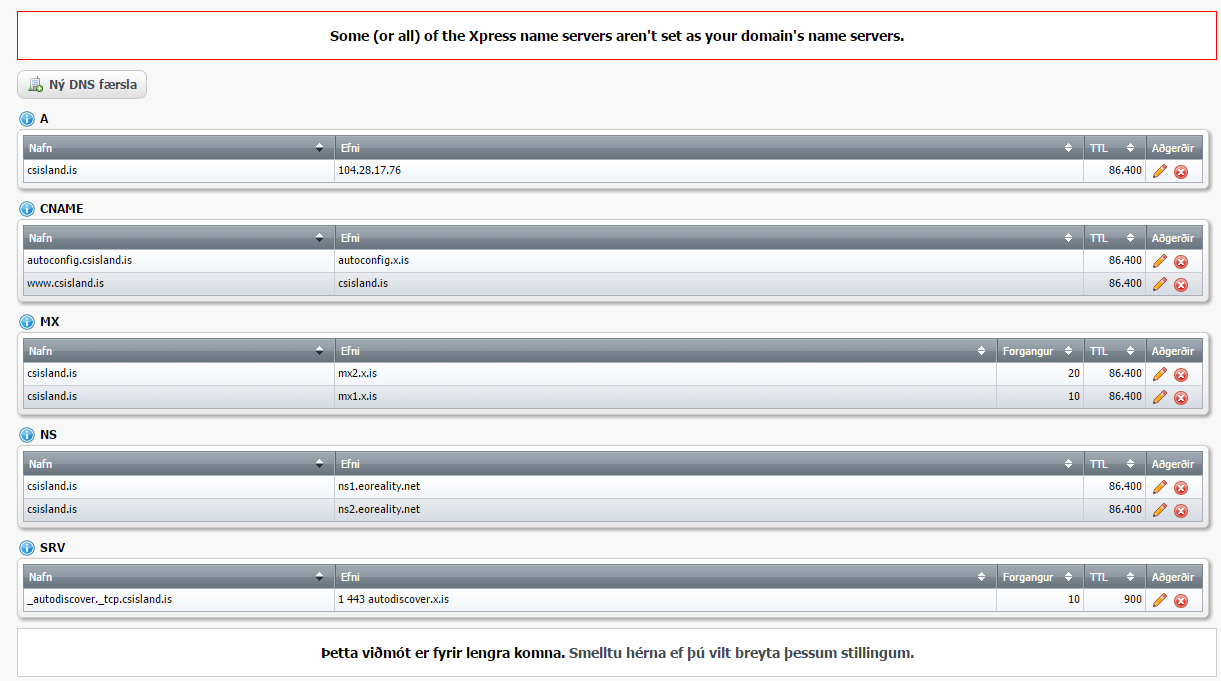 Some (or all) of the Xpress name servers aren't set as your domain's name servers.
Ný DNS færsla
A
Nafn Efni TTL Aðgerðir
csisland.is 104.28.17.76 86.400
CNAME
Nafn Efni TTL Aðgerðir
autoconfig.csisland.is autoconfig.x.is 86.400
www.csisland.is csisland.is 86.400
MX
Nafn Efni Forgangur TTL Aðgerðir
csisland.is mx2.x.is 20 86.400
csisland.is mx1.x.is 10 86.400
NS
Nafn Efni TTL Aðgerðir
csisland.is ns1.eoreality.net 86.400
csisland.is ns2.eoreality.net 86.400
SRV
Nafn Efni Forgangur TTL Aðgerðir
_autodiscover._tcp.csisland.is 1 443 autodiscover.x.is 10 900
Þetta viðmót er fyrir lengra komna. Smelltu hérna ef þú vilt breyta þessum stillingum.